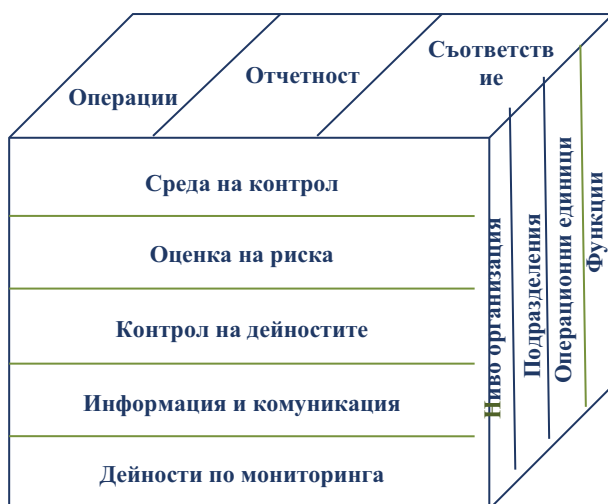 Операции
Отчетност
Съответств
ие
Среда на контрол
Оценка на риска
Контрол на дейностите
Информация и комуникация
Дейности по мониторинга
Ниво организация
Подразделения
Операционни единици
Функции